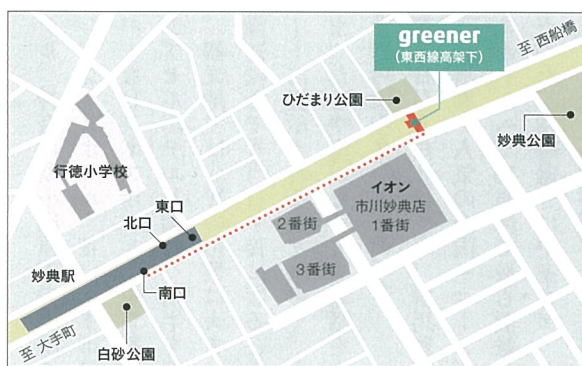 greener
(東西線高架下)
至 西船橋
ひだまり公園
妙典公園
行徳小学校
イオン
市川妙典店
1番街
2番街
3番街
東口
北口
妙典駅
南口
至 大手町
白砂公園